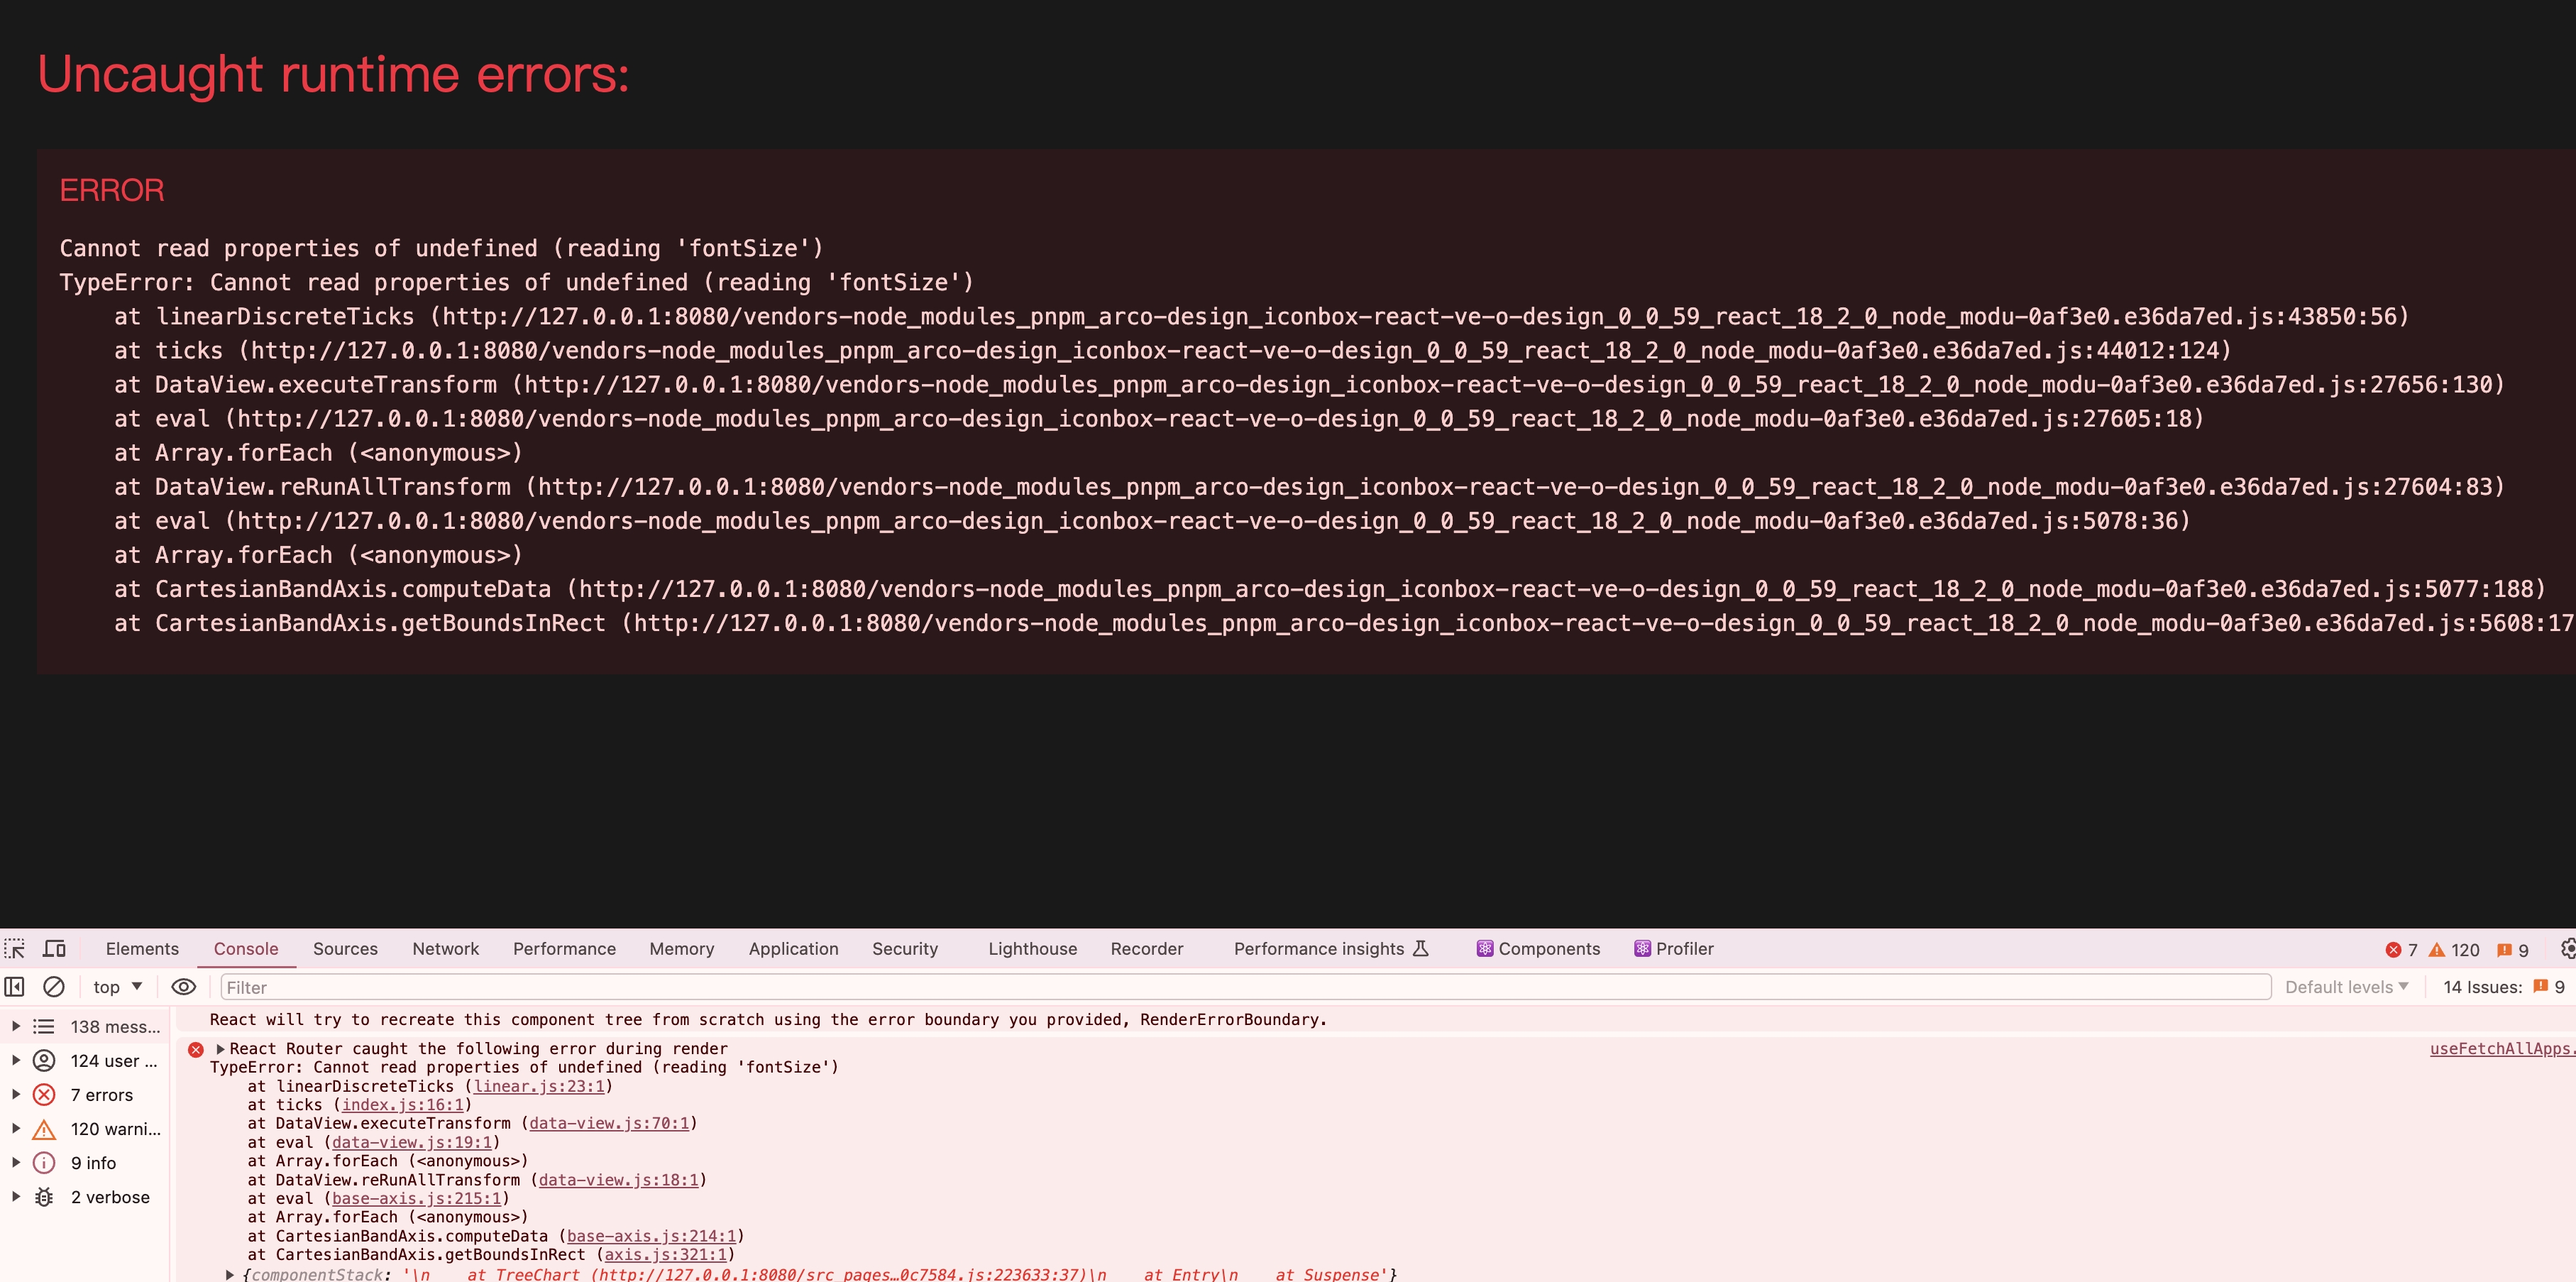 Uncaught runtime errors:
ERROR
Cannot read properties of undefined (reading 'fontSize')
TypeError: Cannot read properties of undefined (reading 'fontSize')
at linearDiscreteTicks (http://127.0.0.1:8080/vendors-node_modules_pnpm_arco-design_iconbox-react-ve-o-design_0_0_59_react_18_2_0_node_modu-0af3e0.e36da7ed.js:43850:56)
at ticks (http://127.0.0.1:8080/vendors-node_modules_pnpm_arco-design_iconbox-react-ve-o-design_0_0_59_react_18_2_0_node_modu-0af3e0.e36da7ed.js:44012:124)
at DataView.executeTransform (http://127.0.0.1:8080/vendors-node_modules_pnpm_arco-design_iconbox-react-ve-o-design_0_0_59_react_18_2_0_node_modu-0af3e0.e36da7ed.js:27656:130)
at eval (http://127.0.0.1:8080/vendors-node_modules_pnpm_arco-design_iconbox-react-ve-o-design_0_0_59_react_18_2_0_node_modu-0af3e0.e36da7ed.js:27605:18)
at Array.forEach (<anonymous>)
at DataView.reRunAllTransform (http://127.0.0.1:8080/vendors-node_modules_pnpm_arco-design_iconbox-react-ve-o-design_0_0_59_react_18_2_0_node_modu-0af3e0.e36da7ed.js:27604:83)
at eval (http://127.0.0.1:8080/vendors-node_modules_pnpm_arco-design_iconbox-react-ve-o-design_0_0_59_react_18_2_0_node_modu-0af3e0.e36da7ed.js:5078:36)
at Array.forEach (<anonymous>)
at CartesianBandAxis.computeData (http://127.0.0.1:8080/vendors-node_modules_pnpm_arco-design_iconbox-react-ve-o-design_0_0_59_react_18_2_0_node_modu-0af3e0.e36da7ed.js:5077:188)
at CartesianBandAxis.getBoundsInRect (http://127.0.0.1:8080/vendors-node_modules_pnpm_arco-design_iconbox-react-ve-o-design_0_0_59_react_18_2_0_node_modu-0af3e0.e36da7ed.js:5608:17
Elements Console Sources Network Performance Memory Application Security Lighthouse Recorder Performance insights Components Profiler 7 120 9
top Filter Default levels 14 Issues: 9
138 mess...
124 user ...
7 errors
120 warni...
9 info
2 verbose
React will try to recreate this component tree from scratch using the error boundary you provided, RenderErrorBoundary.
React Router caught the following error during render useFetchAllApps.
TypeError: Cannot read properties of undefined (reading 'fontSize')
at linearDiscreteTicks (linear.js:23:1)
at ticks (index.js:16:1)
at DataView.executeTransform (data-view.js:70:1)
at eval (data-view.js:19:1)
at Array.forEach (<anonymous>)
at DataView.reRunAllTransform (data-view.js:18:1)
at eval (base-axis.js:215:1)
at Array.forEach (<anonymous>)
at CartesianBandAxis.computeData (base-axis.js:214:1)
at CartesianBandAxis.getBoundsInRect (axis.js:321:1)
{componentStack: '\n    at TreeChart (http://127.0.0.1:8080/src_pages…0c7584.js:223633:37)\n    at Entry\n    at Suspense'}